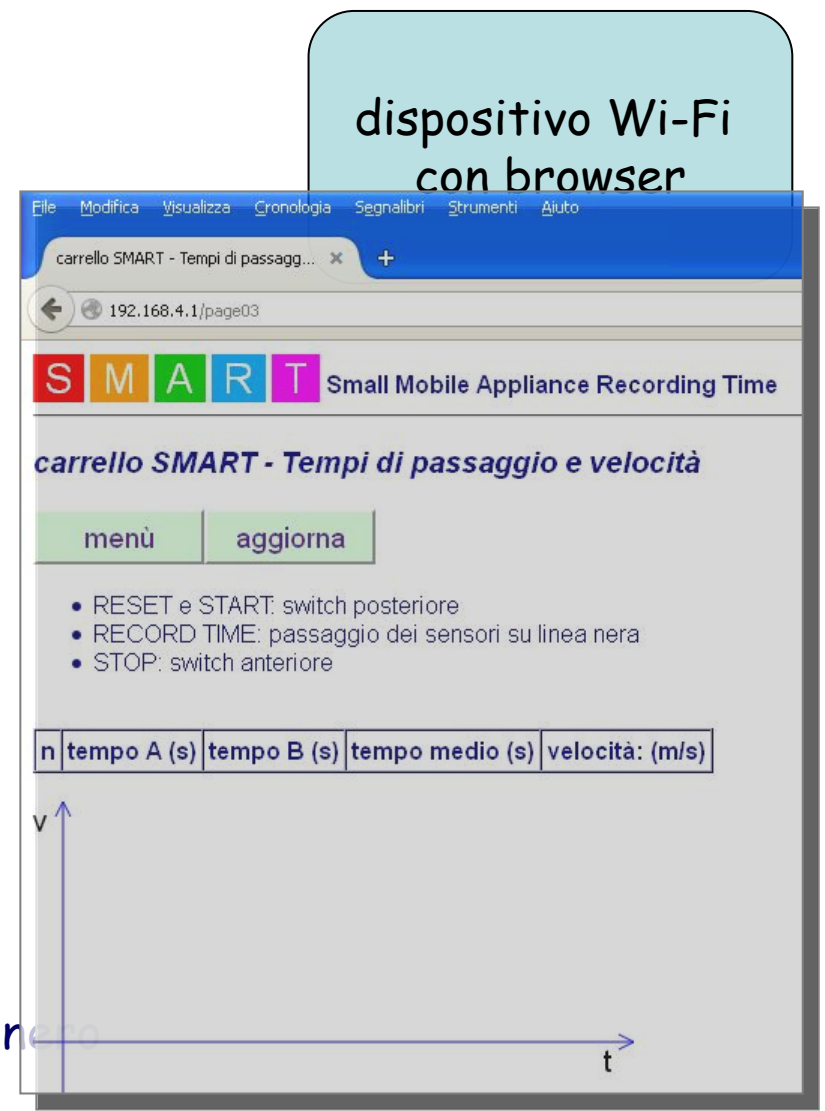 dispositivo Wi-Fi
con browser
File Modifica Visualizza Cronologia Segnalibri Strumenti Aiuto
carrello SMART - Tempi di passagg... × +
192.168.4.1/page03
S M A R T Small Mobile Appliance Recording Time
carrello SMART - Tempi di passaggio e velocità
menù aggiorna
• RESET e START: switch posteriore
• RECORD TIME: passaggio dei sensori su linea nera
• STOP: switch anteriore
n tempo A (s) tempo B (s) tempo medio (s) velocità: (m/s)
v
nero
t